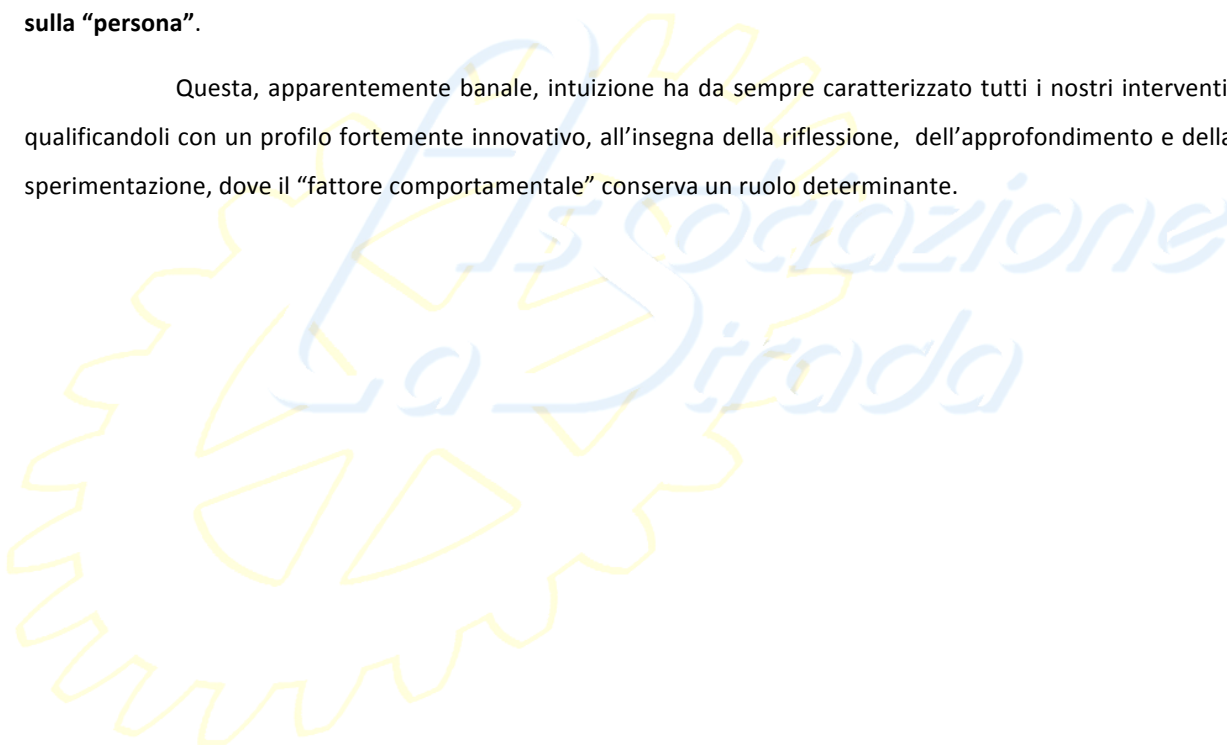 sulla “persona”.
Questa, apparentemente banale, intuizione ha da sempre caratterizzato tutti i nostri interventi
qualificandoli con un profilo fortemente innovativo, all’insegna della riflessione, dell’approfondimento e della
sperimentazione, dove il “fattore comportamentale” conserva un ruolo determinante.
Associazione
La Strada